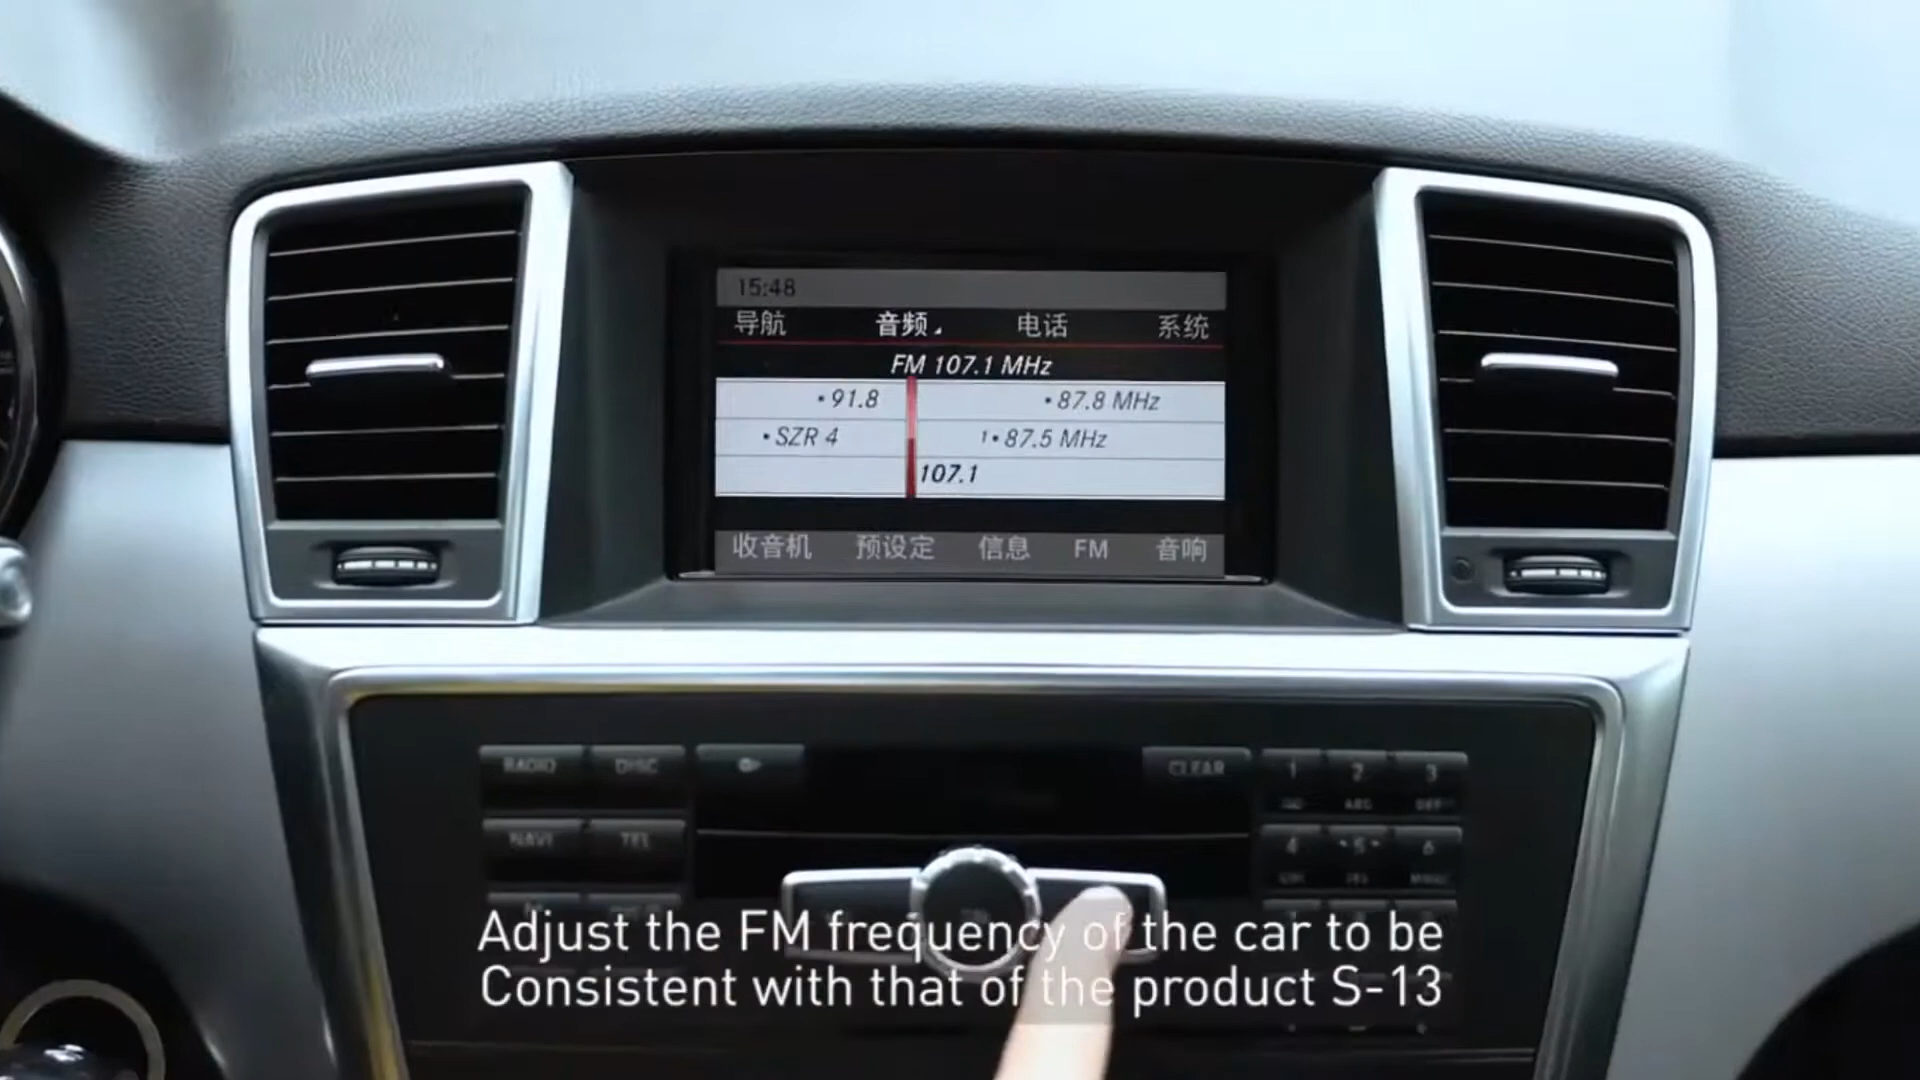 15:48
导航 音频 电话 系统
FM 107.1 MHz
•91.8 •87.8 MHz
•SZR 4 1•87.5 MHz
107.1
收音机 预设定 信息 FM 音响
RADIO DISC CLEAR 1 2 3
ABC DEF
NAVI TEL 4 5 6
Adjust the FM frequency of the car to be
Consistent with that of the product S-13